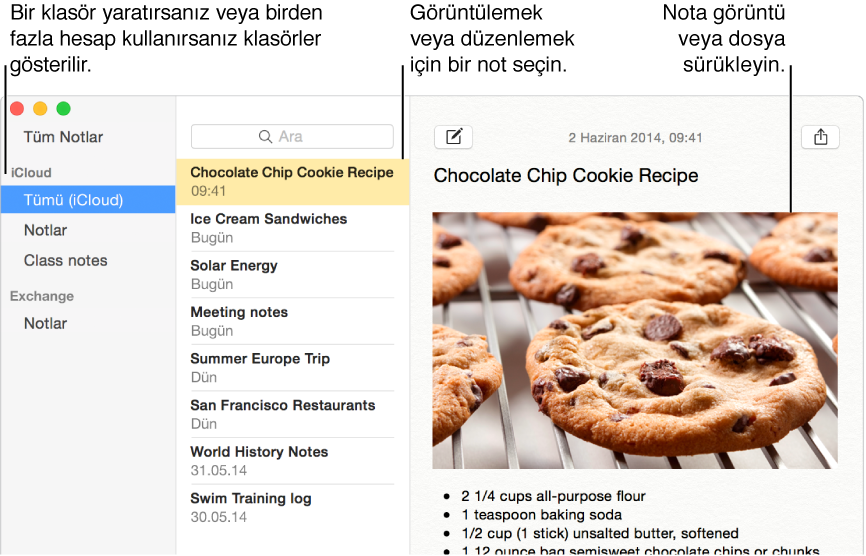 Bir klasör yaratırsanız veya birden
fazla hesap kullanırsanız klasörler
gösterilir.
Görüntülemek
veya düzenlemek
için bir not seçin.
Nota görüntü
veya dosya
sürükleyin.
Tüm Notlar
iCloud
Tümü (iCloud)
Notlar
Class notes
Exchange
Notlar
Ara
Chocolate Chip Cookie Recipe
09:41
Ice Cream Sandwiches
Bugün
Solar Energy
Bugün
Meeting notes
Bugün
Summer Europe Trip
Dün
San Francisco Restaurants
Dün
World History Notes
31.05.14
Swim Training log
30.05.14
2 Haziran 2014, 09:41
Chocolate Chip Cookie Recipe
• 2 1/4 cups all-purpose flour
• 1 teaspoon baking soda
• 1/2 cup (1 stick) unsalted butter, softened
• 1 12 ounce bag semisweet chocolate chips or chunks